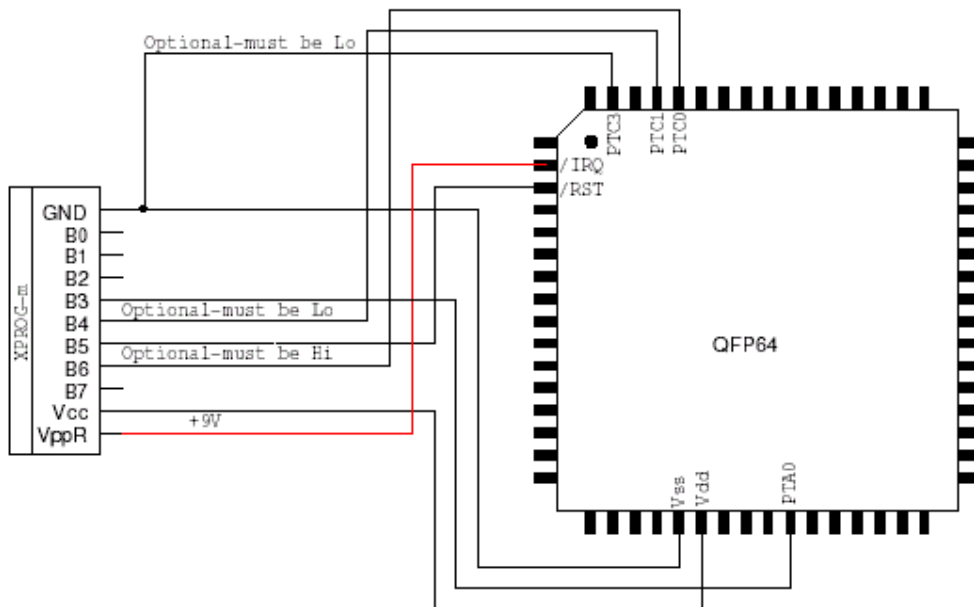 Optional-must be Lo
PTC3
PTC1
PTC0
/IRQ
/RST
XPROG-m
GND
B0
B1
B2
B3
Optional-must be Lo
B4
B5
Optional-must be Hi
B6
B7
Vcc
+9V
VppR
QFP64
Vss
Vdd
PTA0